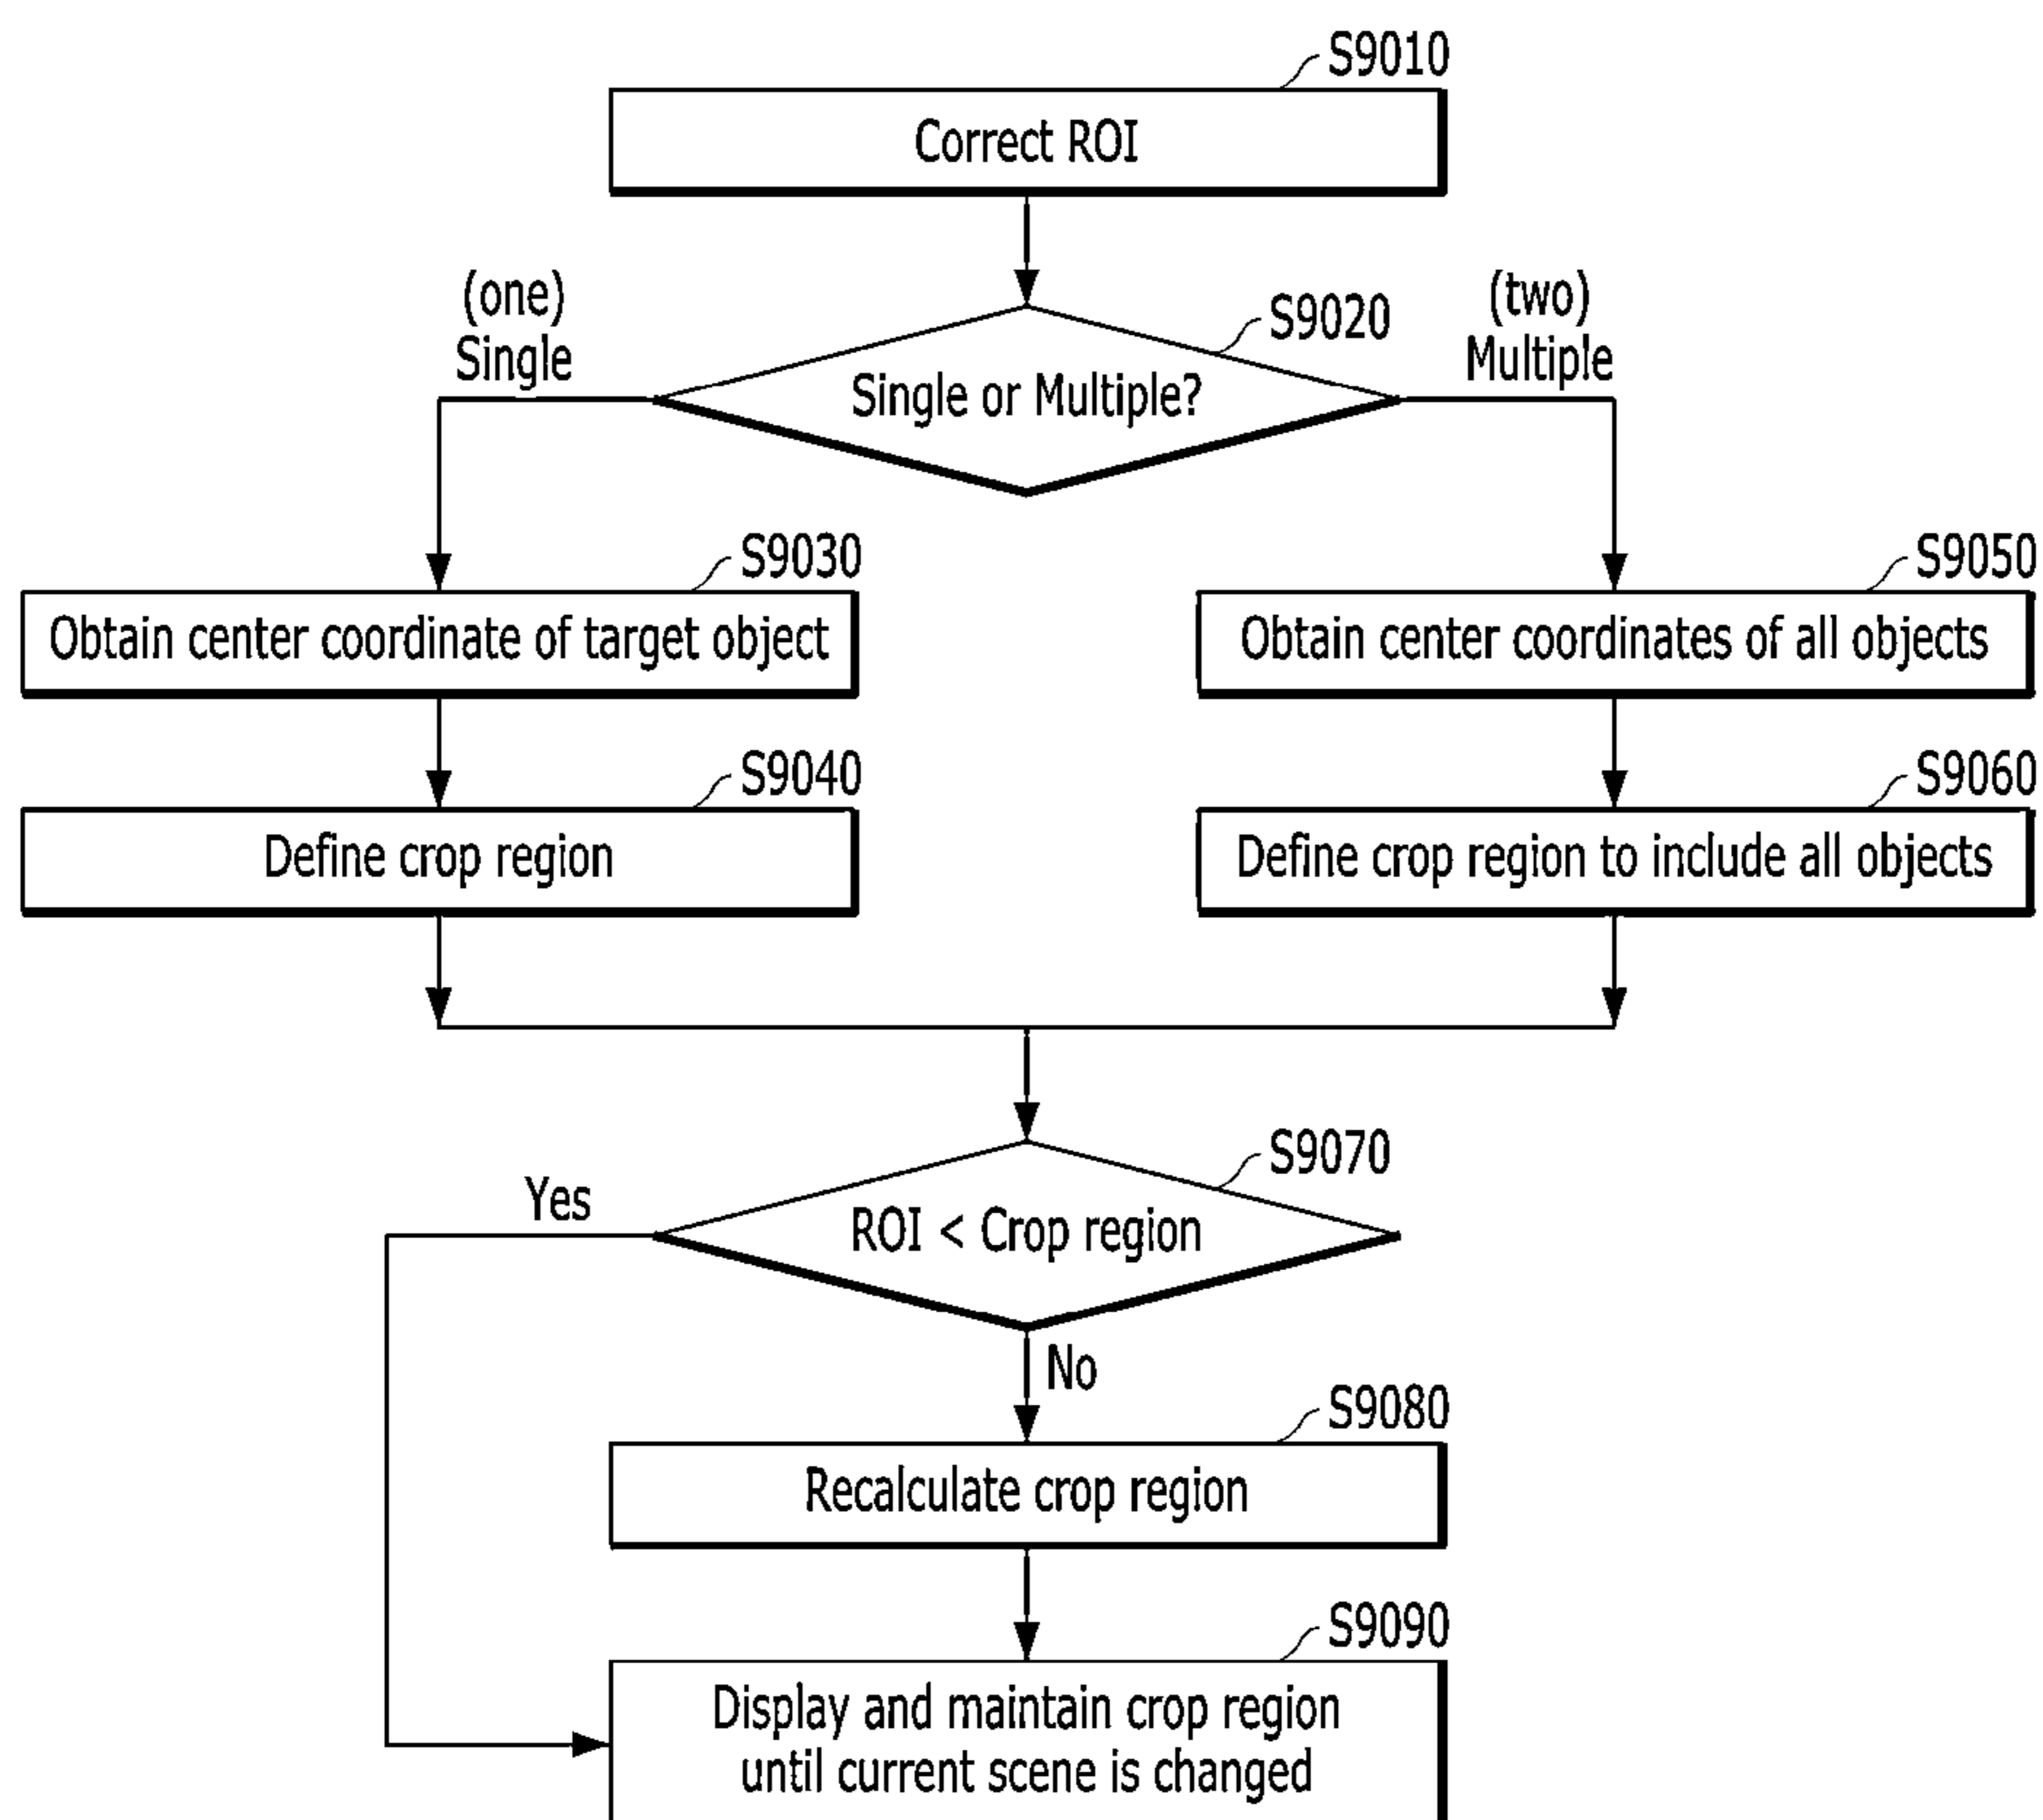 S9010
Correct ROI
(one)
Single
S9020
Single or Multiple?
(two)
Multiple
S9030
Obtain center coordinate of target object
S9050
Obtain center coordinates of all objects
S9040
Define crop region
S9060
Define crop region to include all objects
S9070
ROI < Crop region
Yes
No
S9080
Recalculate crop region
S9090
Display and maintain crop region
until current scene is changed